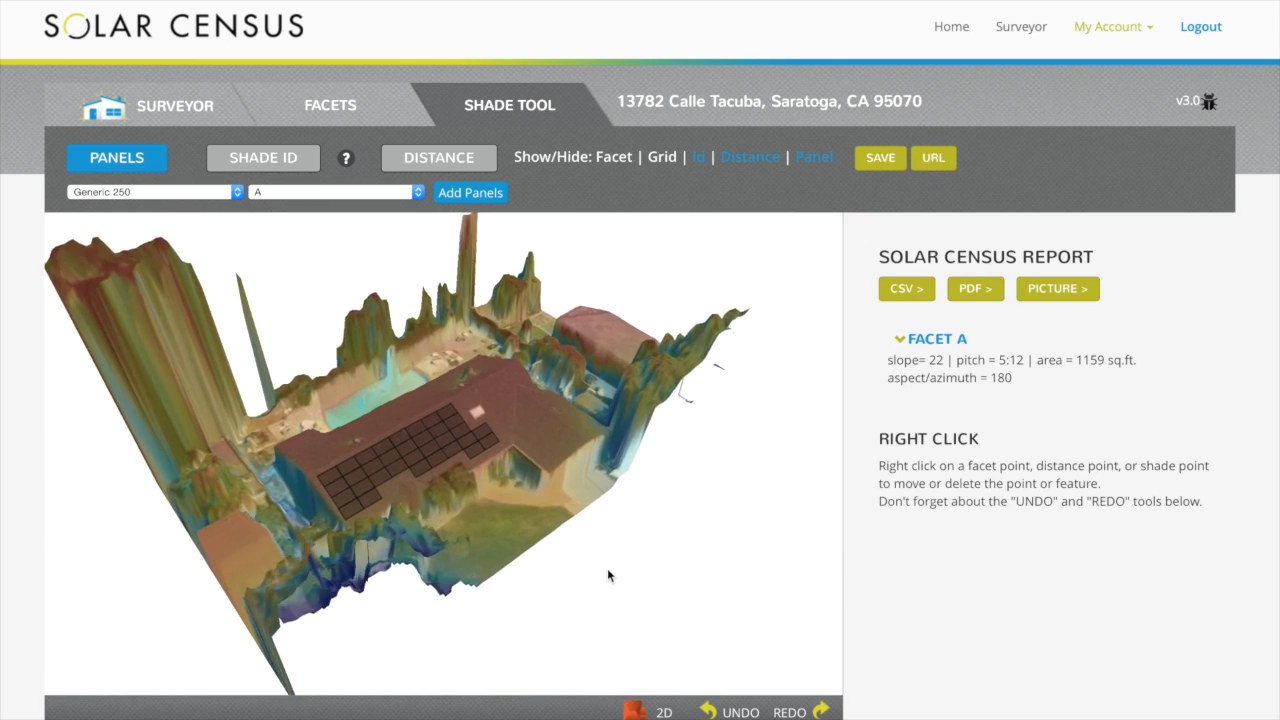 SOLAR CENSUS
Home Surveyor My Account Logout
SURVEYOR FACETS SHADE TOOL 13782 Calle Tacuba, Saratoga, CA 95070 v3.0
PANELS SHADE ID ? DISTANCE Show/Hide: Facet | Grid | Id | Distance | Panel SAVE URL
Generic 250 A Add Panels
SOLAR CENSUS REPORT
CSV > PDF > PICTURE >
FACET A
slope= 22 | pitch = 5:12 | area = 1159 sq.ft.
aspect/azimuth = 180
RIGHT CLICK
Right click on a facet point, distance point, or shade point
to move or delete the point or feature.
Don't forget about the "UNDO" and "REDO" tools below.
2D UNDO REDO